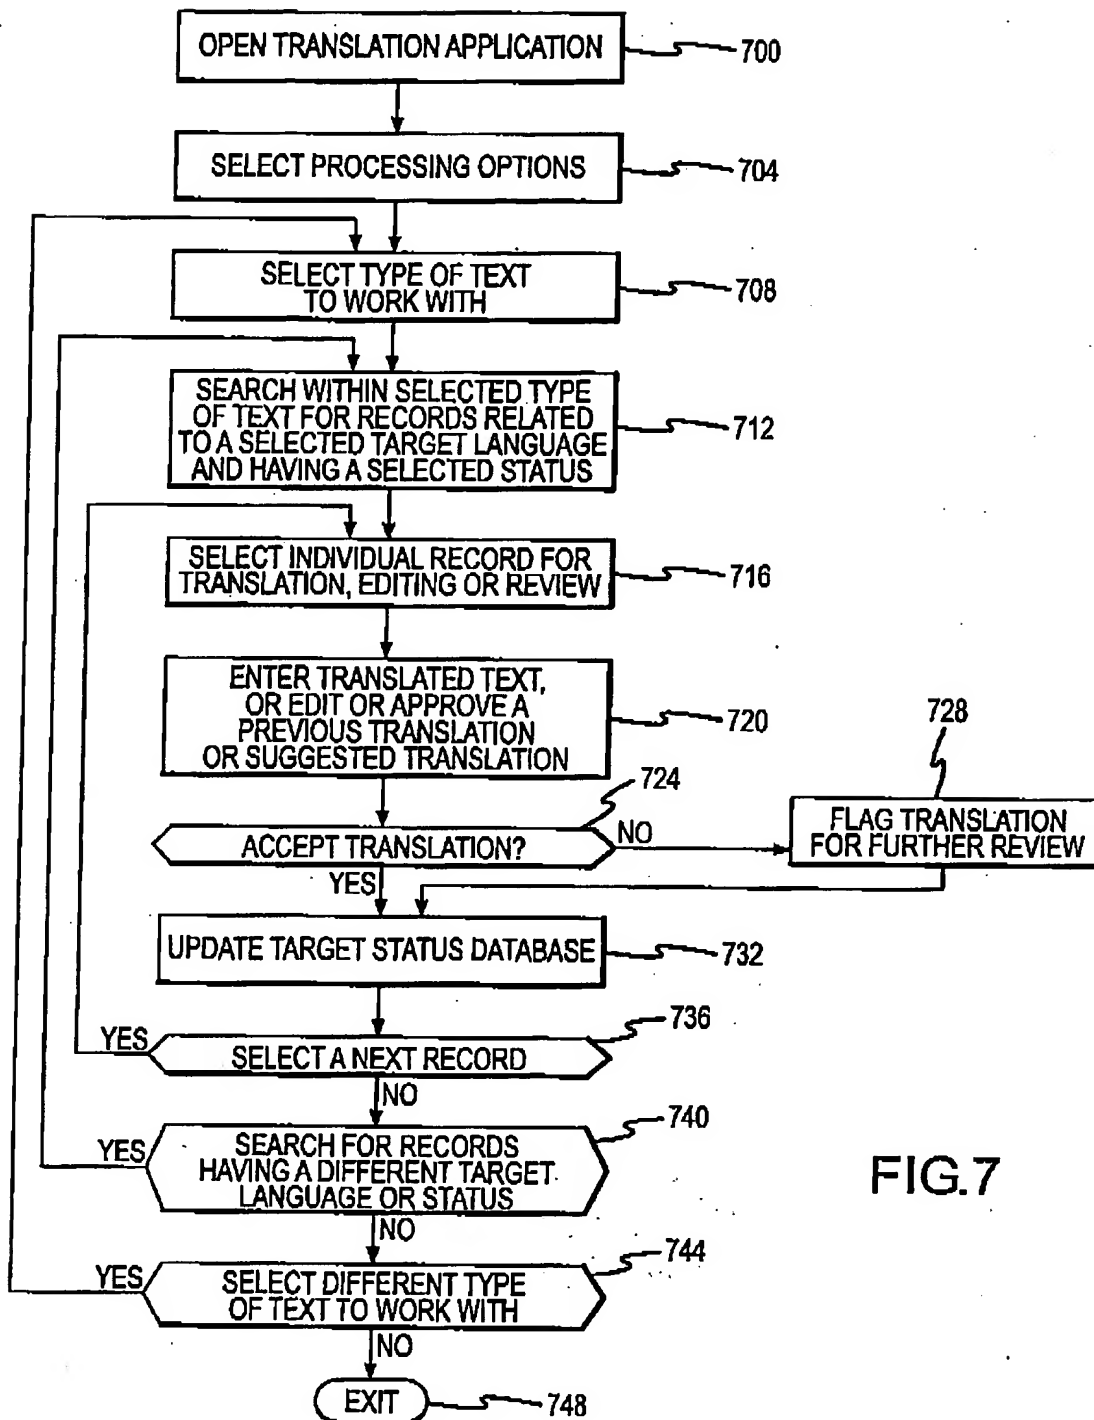 OPEN TRANSLATION APPLICATION
700
SELECT PROCESSING OPTIONS
704
SELECT TYPE OF TEXT
TO WORK WITH
708
SEARCH WITHIN SELECTED TYPE
OF TEXT FOR RECORDS RELATED
TO A SELECTED TARGET LANGUAGE
AND HAVING A SELECTED STATUS
712
SELECT INDIVIDUAL RECORD FOR
TRANSLATION, EDITING OR REVIEW
716
ENTER TRANSLATED TEXT,
OR EDIT OR APPROVE A
PREVIOUS TRANSLATION
OR SUGGESTED TRANSLATION
720
724
ACCEPT TRANSLATION?
NO
YES
728
FLAG TRANSLATION
FOR FURTHER REVIEW
UPDATE TARGET STATUS DATABASE
732
736
YES
SELECT A NEXT RECORD
NO
740
YES
SEARCH FOR RECORDS
HAVING A DIFFERENT TARGET
LANGUAGE OR STATUS
NO
744
YES
SELECT DIFFERENT TYPE
OF TEXT TO WORK WITH
NO
EXIT
748
FIG.7